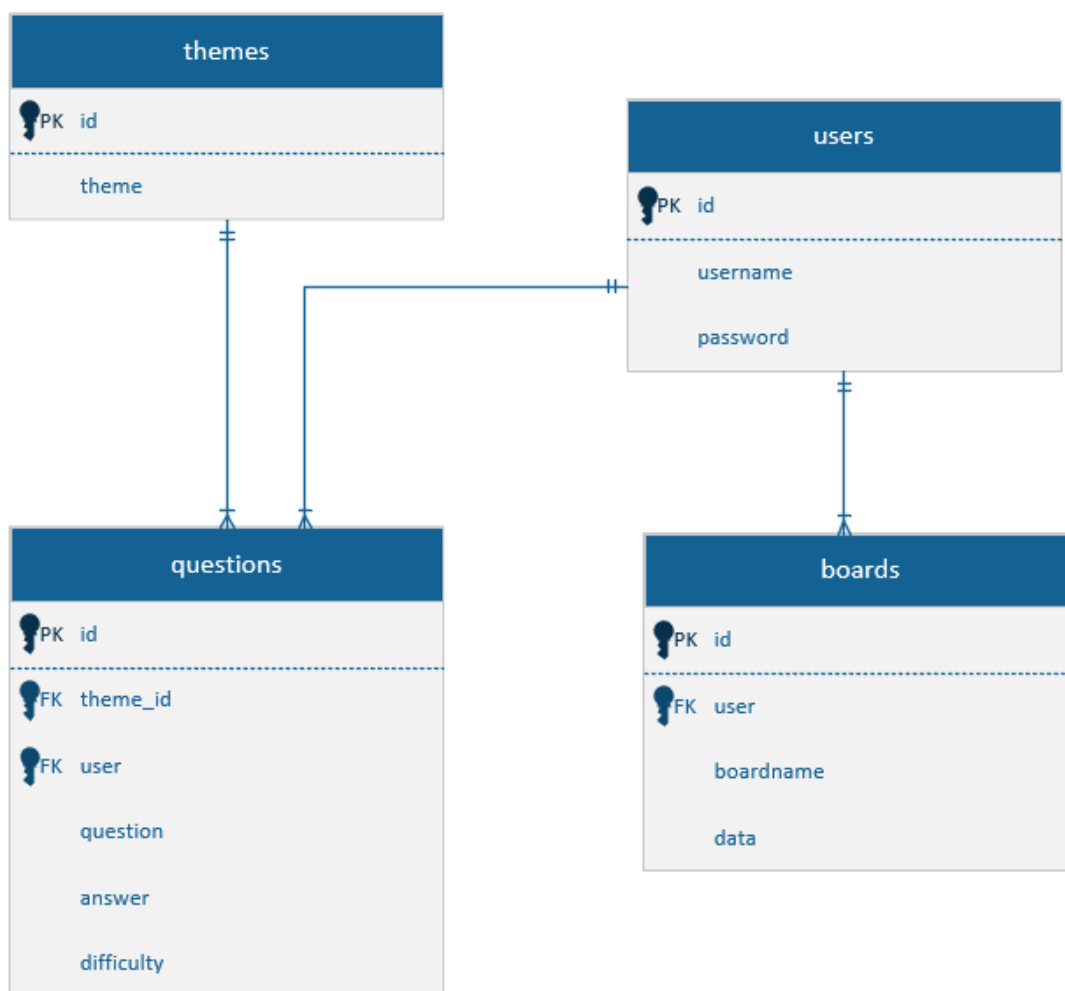 themes
PK id
theme
users
PK id
username
password
questions
PK id
FK theme_id
FK user
question
answer
difficulty
boards
PK id
FK user
boardname
data